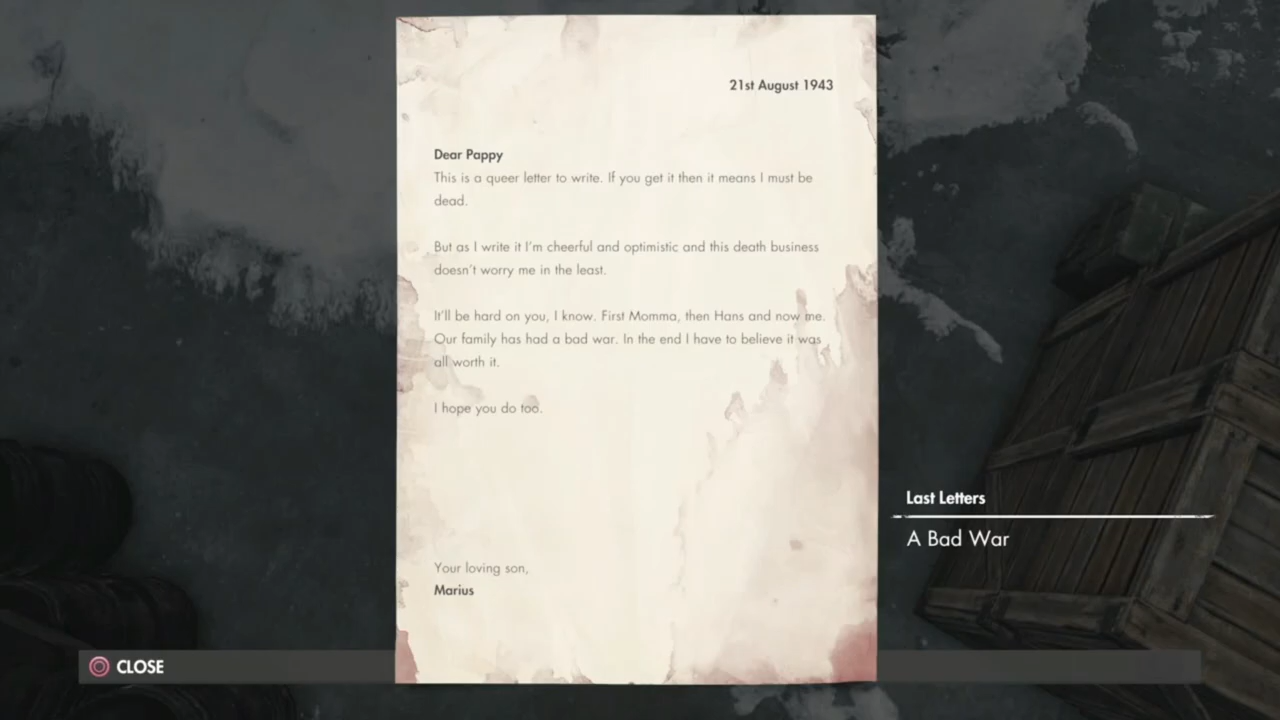 21st August 1943
Dear Pappy
This is a queer letter to write. If you get it then it means I must be
dead.
But as I write it I'm cheerful and optimistic and this death business
doesn't worry me in the least.
It'll be hard on you, I know. First Momma, then Hans and now me.
Our family has had a bad war. In the end I have to believe it was
all worth it.
I hope you do too.
Your loving son,
Marius
Last Letters
A Bad War
CLOSE